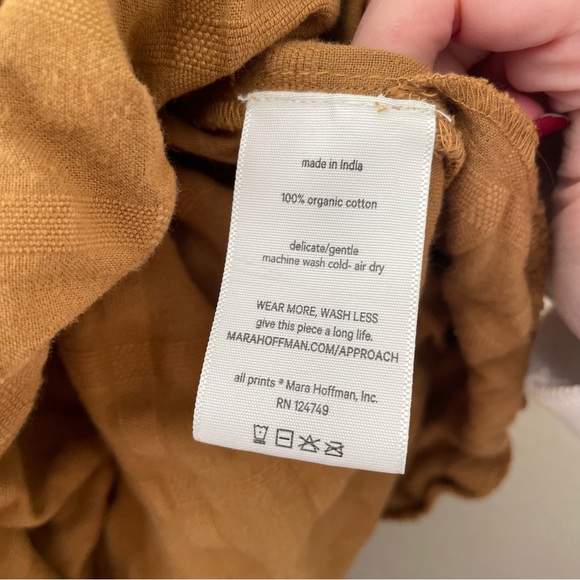 made in India
100% organic cotton
delicate/gentle
machine wash cold- air dry
WEAR MORE, WASH LESS
give this piece a long life.
MARAHOFFMAN.COM/APPROACH
all prints ® Mara Hoffman, Inc.
RN 124749